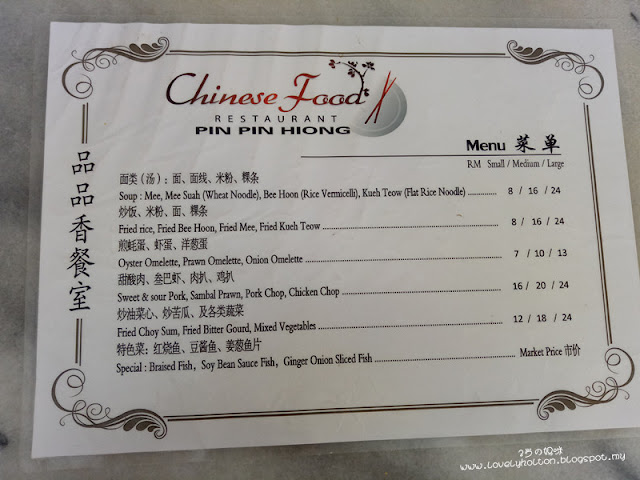 Chinese Food
RESTAURANT
PIN PIN HIONG
品品香餐室
Menu 菜单
RM Small / Medium / Large
面类（汤）：面、面线、米粉、粿条
Soup : Mee, Mee Suah (Wheat Noodle), Bee Hoon (Rice Vermicelli), Kueh Teow (Flat Rice Noodle) .............. 8 / 16 / 24
炒饭、米粉、面、粿条
Fried rice, Fried Bee Hoon, Fried Mee, Fried Kueh Teow .............. 8 / 16 / 24
煎蚝蛋、虾蛋、洋葱蛋
Oyster Omelette, Prawn Omelette, Onion Omelette .............. 7 / 10 / 13
甜酸肉、叁巴虾、肉扒、鸡扒
Sweet & sour Pork, Sambal Prawn, Pork Chop, Chicken Chop .............. 16 / 20 / 24
炒油菜心、炒苦瓜、及各类蔬菜
Fried Choy Sum, Fried Bitter Gourd, Mixed Vegetables .............. 12 / 18 / 24
特色菜：红烧鱼、豆酱鱼、姜葱鱼片
Special : Braised Fish, Soy Bean Sauce Fish, Ginger Onion Sliced Fish .............. Market Price 市价
www.lovelyholton.blogspot.my